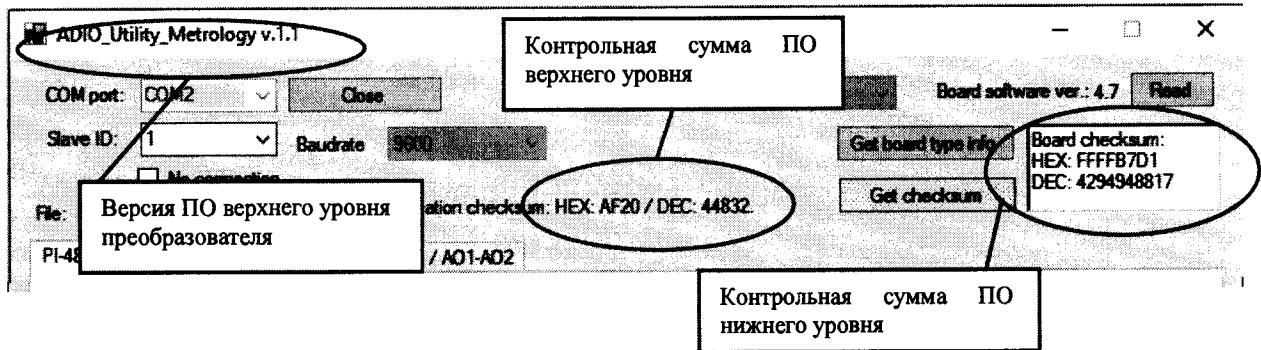 ADIO_Utility_Metrology v.1.1
Контрольная сумма ПО
верхнего уровня
COM port: COM2 Close
Board software ver.: 4.7 Read
Slave ID: 1 Baudrate 9600
Get board type info
Board checksum:
HEX: FFFFB7D1
DEC: 4294948817
No connection
Get checksum
File:
Версия ПО верхнего уровня
преобразователя
ation checksum: HEX: AF20 / DEC: 44832.
PI-48
/ AO1-AO2
Контрольная сумма ПО
нижнего уровня